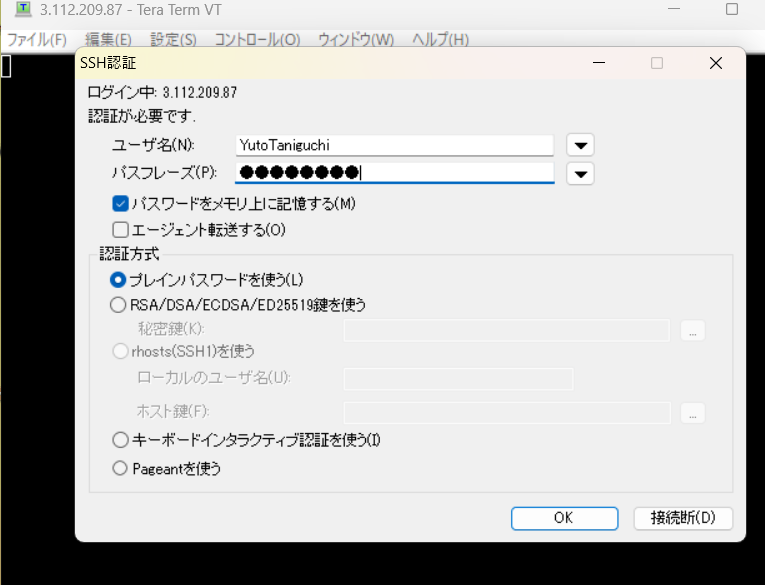 3.112.209.87 - Tera Term VT
ファイル(F) 編集(E) 設定(S) コントロール(O) ウィンドウ(W) ヘルプ(H)
SSH認証
ログイン中: 3.112.209.87
認証が必要です.
ユーザ名(N): YutoTaniguchi
パスフレーズ(P): ●●●●●●●●
パスワードをメモリ上に記憶する(M)
エージェント転送する(O)
認証方式
プレインパスワードを使う(L)
RSA/DSA/ECDSA/ED25519鍵を使う
秘密鍵(K): ...
rhosts(SSH1)を使う
ローカルのユーザ名(U):
ホスト鍵(F): ...
キーボードインタラクティブ認証を使う(I)
Pageantを使う
OK 接続断(D)